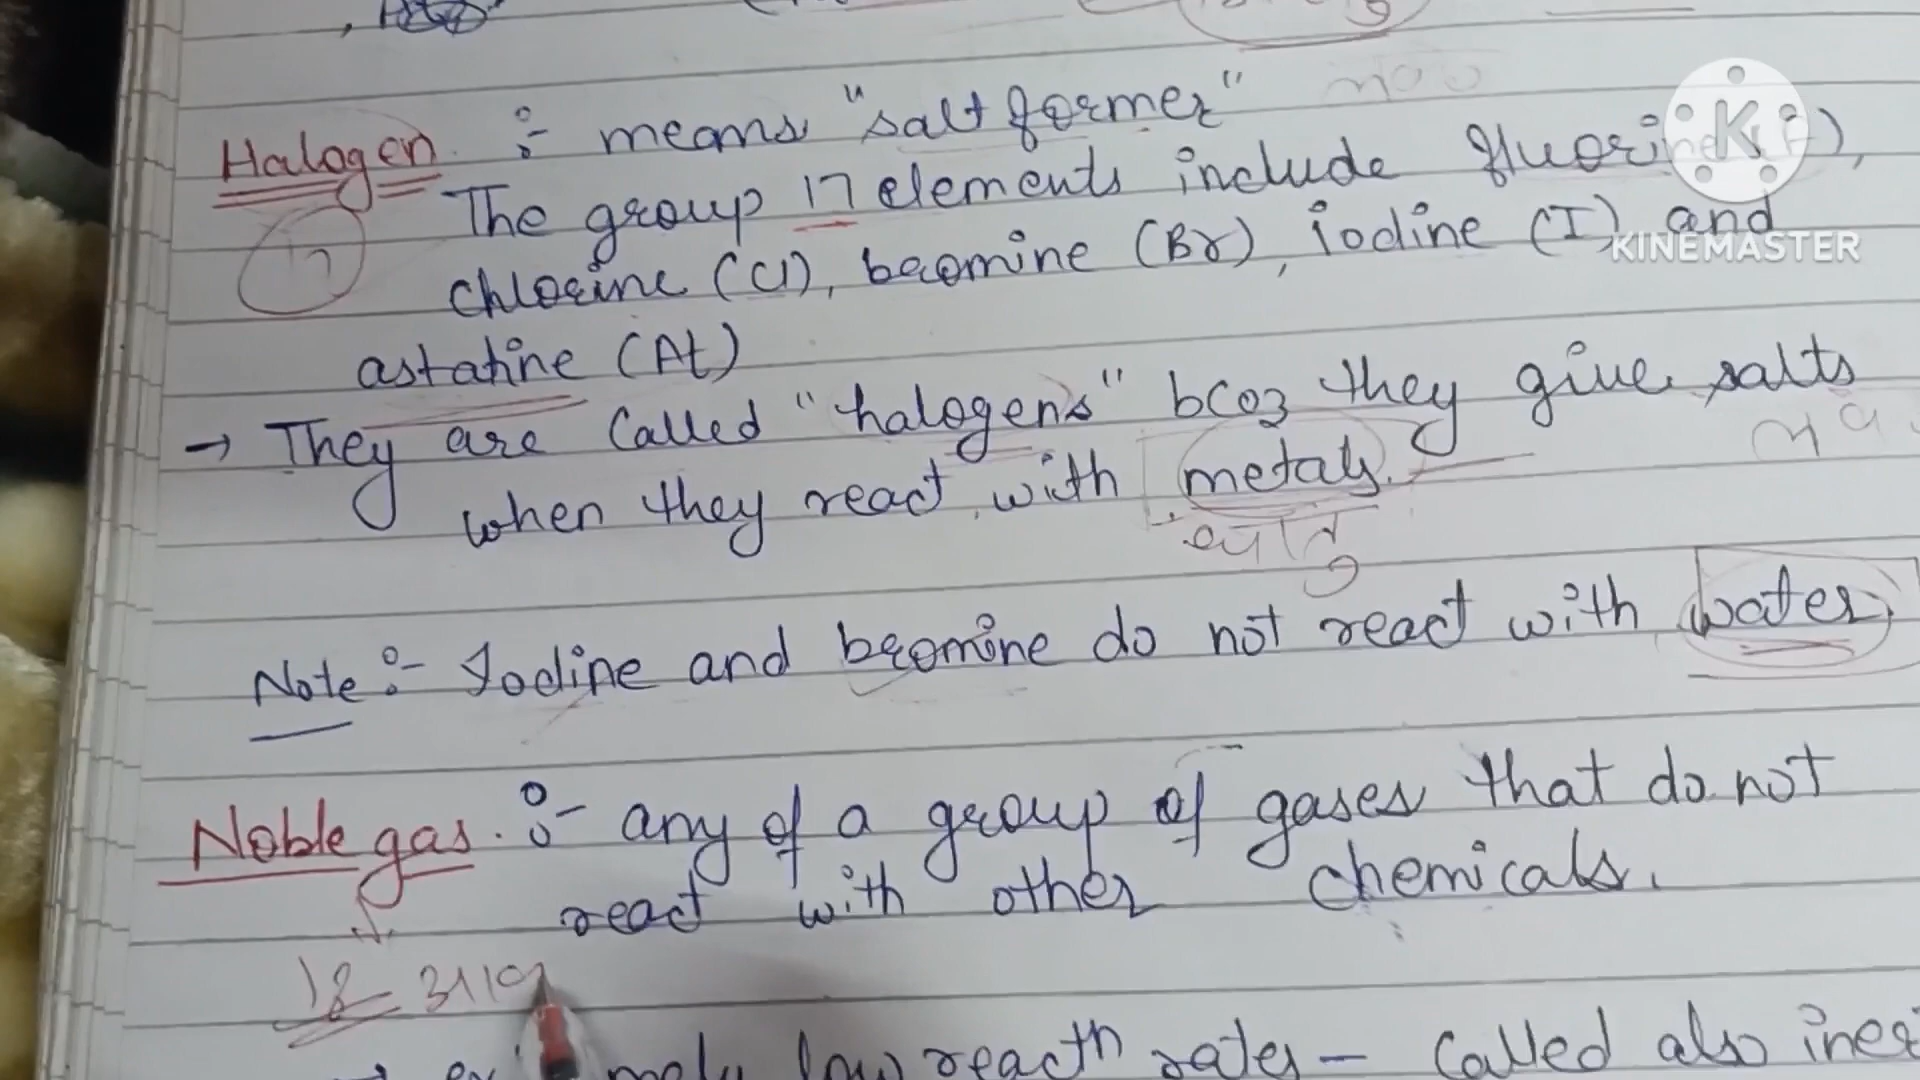 Halogen :- means "salt former"
The group 17 elements include fluorine (F),
17
chlorine (Cl), bromine (Br), iodine (I) and
KINEMASTER
astatine (At)
→ They are called "halogens" bcoz they give salts
when they react with metals.
धातु
Note :- Iodine and bromine do not react with water
Noble gas :- any of a group of gases that do not
react with other chemicals.
18
low reactn rates - called also